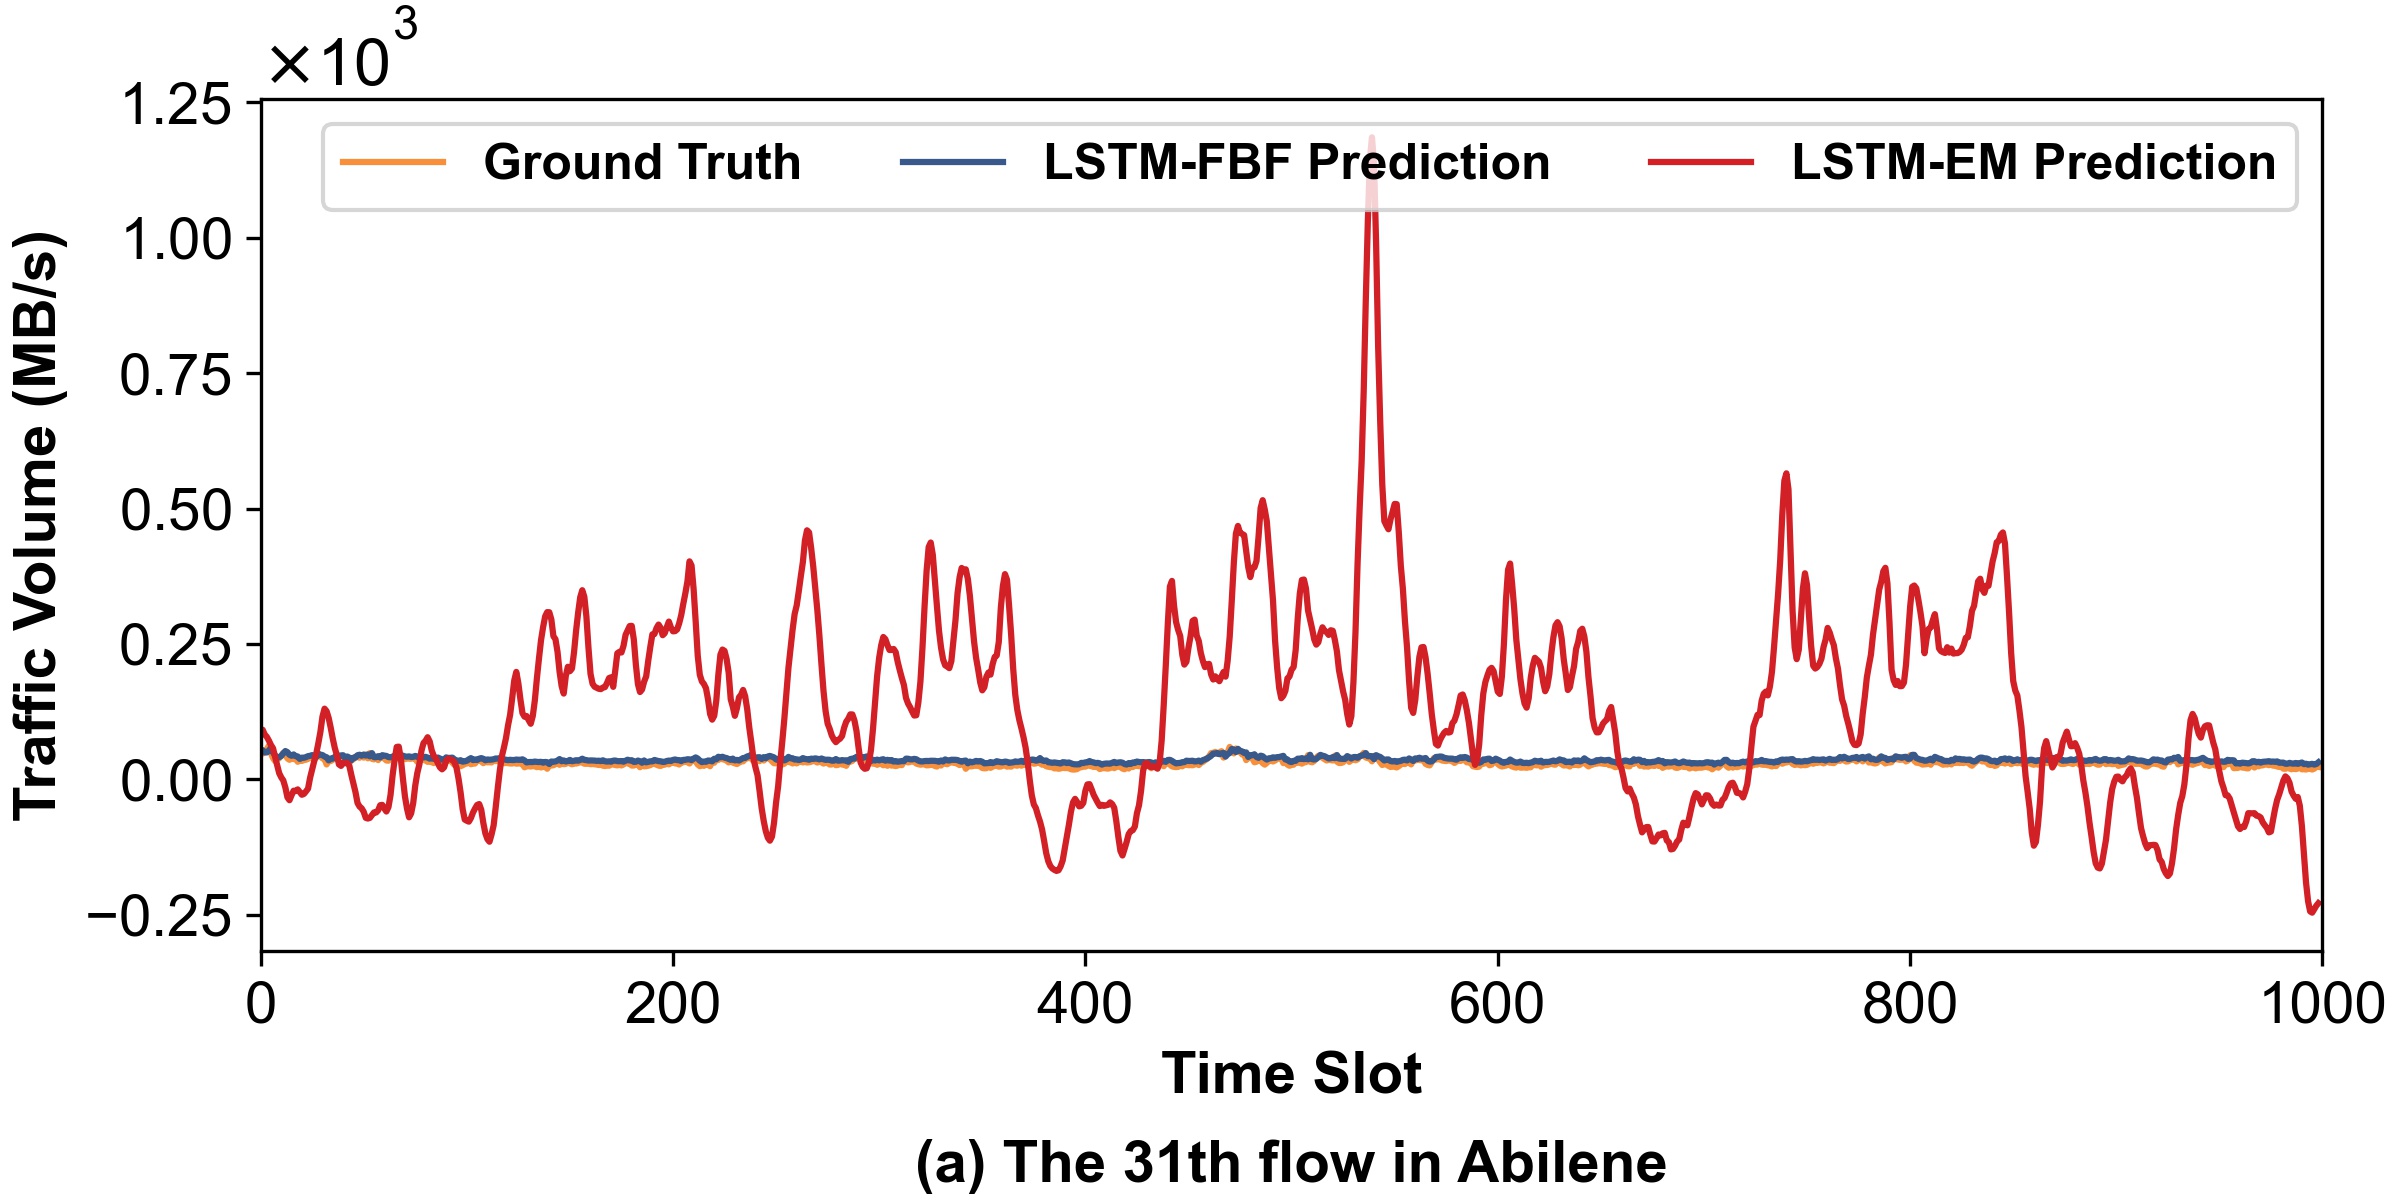 ×10³
1.25
1.00
0.75
0.50
0.25
0.00
−0.25
Traffic Volume (MB/s)
Ground Truth LSTM-FBF Prediction LSTM-EM Prediction
0 200 400 600 800 1000
Time Slot
(a) The 31th flow in Abilene